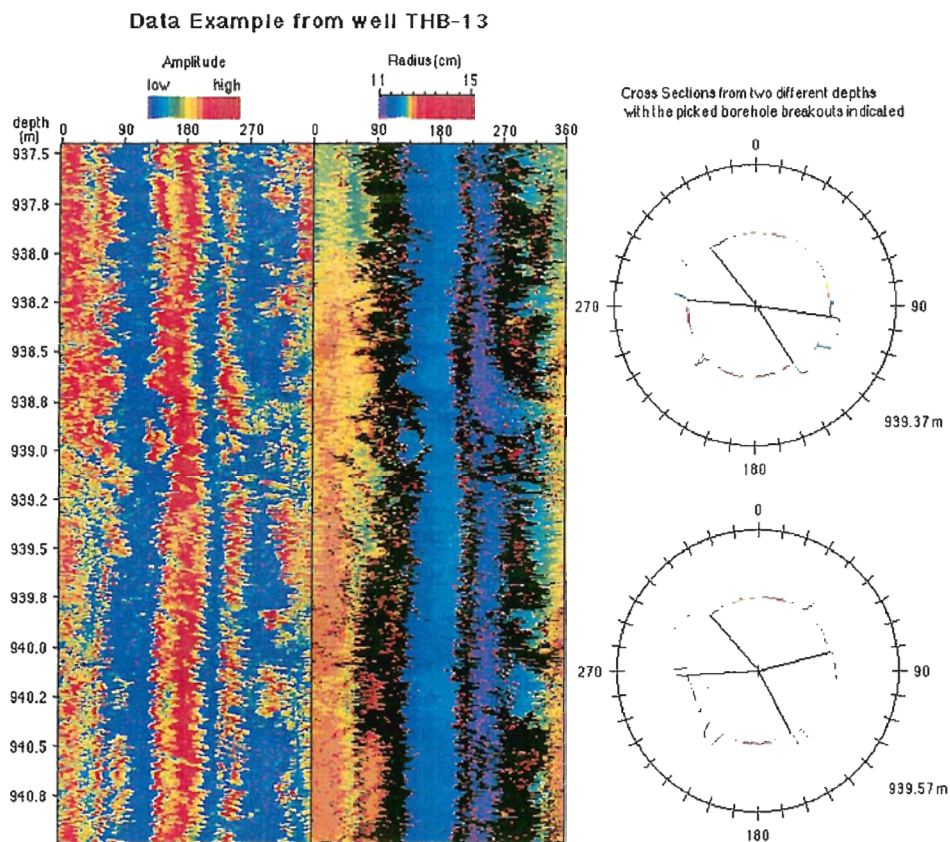 Data Example from well THB-13
Amplitude
low high
Radius (cm)
11 15
Cross Sections from two different depths
with the picked borehole breakouts indicated
depth
(m)
0 90 180 270 0 90 180 270 360
937.5
937.8
938.0
938.2
938.5
938.8
939.0
939.2
939.5
939.8
940.0
940.2
940.5
940.8
0
270 90
180
939.37 m
0
270 90
180
939.57 m